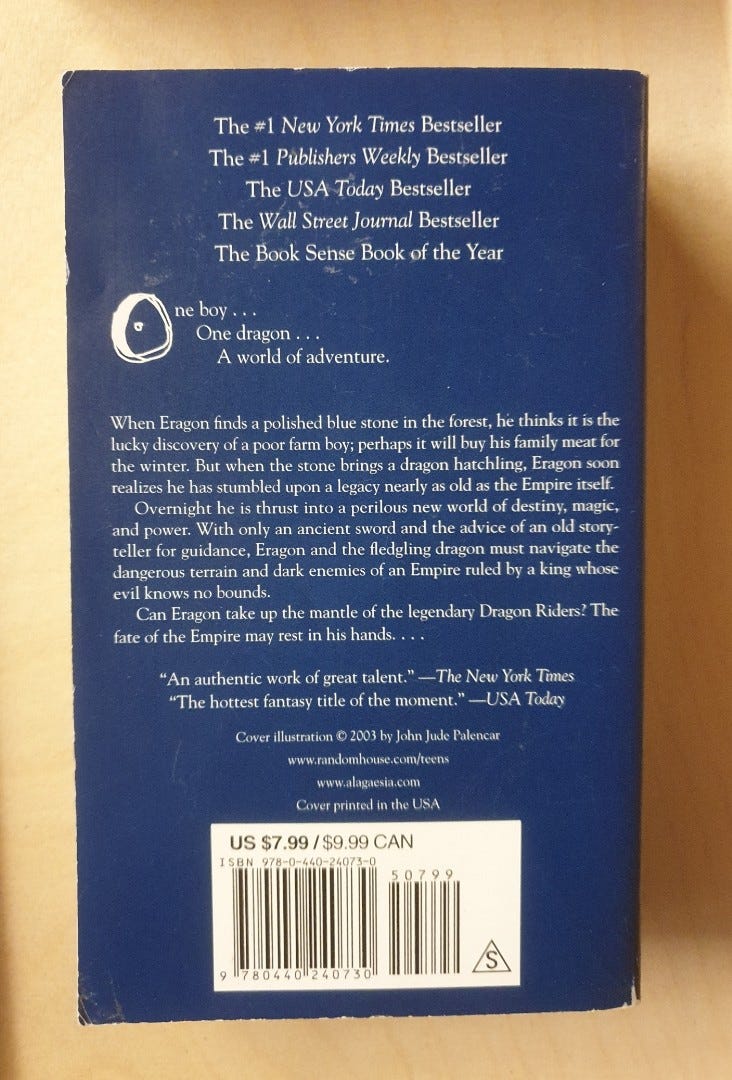 The #1 New York Times Bestseller
The #1 Publishers Weekly Bestseller
The USA Today Bestseller
The Wall Street Journal Bestseller
The Book Sense Book of the Year
One boy . . .
One dragon . . .
A world of adventure.
When Eragon finds a polished blue stone in the forest, he thinks it is the
lucky discovery of a poor farm boy; perhaps it will buy his family meat for
the winter. But when the stone brings a dragon hatchling, Eragon soon
realizes he has stumbled upon a legacy nearly as old as the Empire itself.
Overnight he is thrust into a perilous new world of destiny, magic,
and power. With only an ancient sword and the advice of an old story-
teller for guidance, Eragon and the fledgling dragon must navigate the
dangerous terrain and dark enemies of an Empire ruled by a king whose
evil knows no bounds.
Can Eragon take up the mantle of the legendary Dragon Riders? The
fate of the Empire may rest in his hands. . . .
“An authentic work of great talent.” —The New York Times
“The hottest fantasy title of the moment.” —USA Today
Cover illustration © 2003 by John Jude Palencar
www.randomhouse.com/teens
www.alagaesia.com
Cover printed in the USA
US $7.99 / $9.99 CAN
ISBN 978-0-440-24073-0
50799
9 780440 240730
S